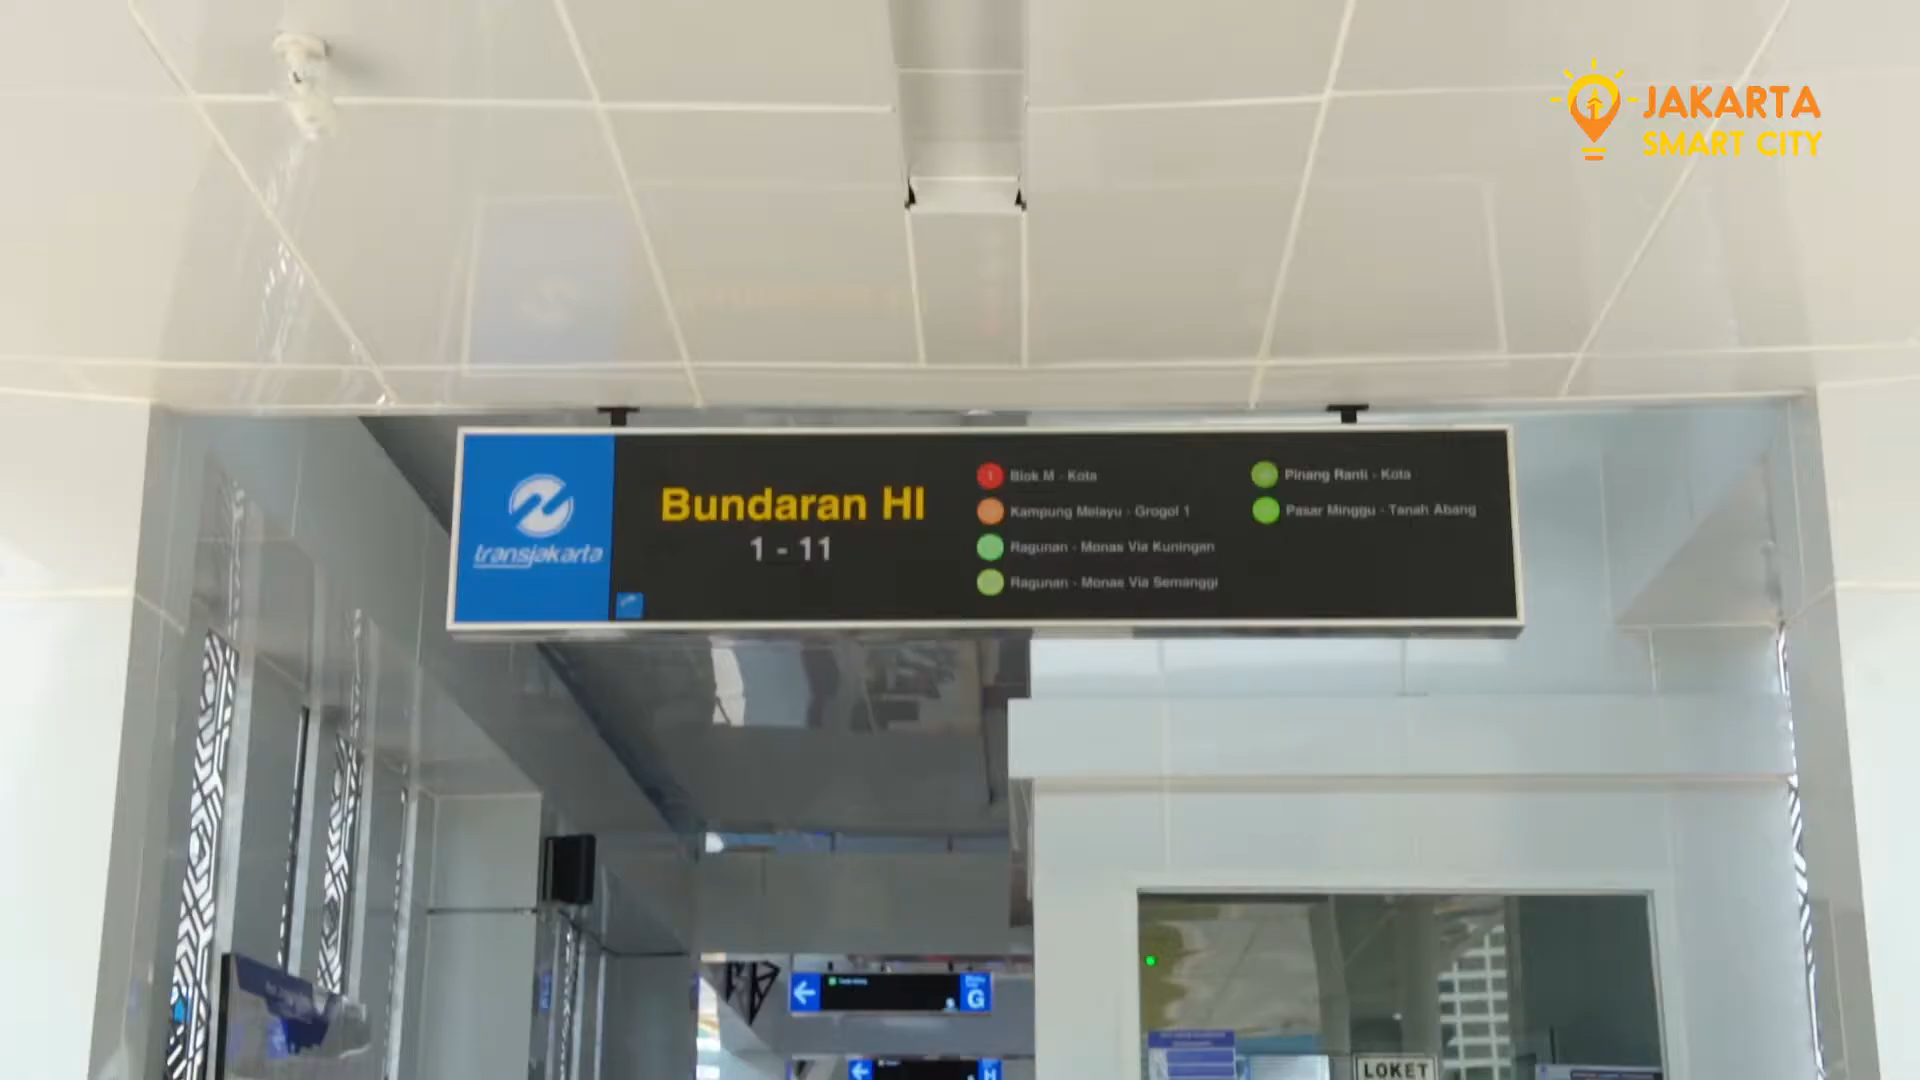 JAKARTA
SMART CITY
transjakarta
Bundaran HI
1 - 11
1 Blok M - Kota
Kampung Melayu - Grogol 1
Ragunan - Monas Via Kuningan
Ragunan - Monas Via Semanggi
Pinang Ranti - Kota
Pasar Minggu - Tanah Abang
G
H
LOKET